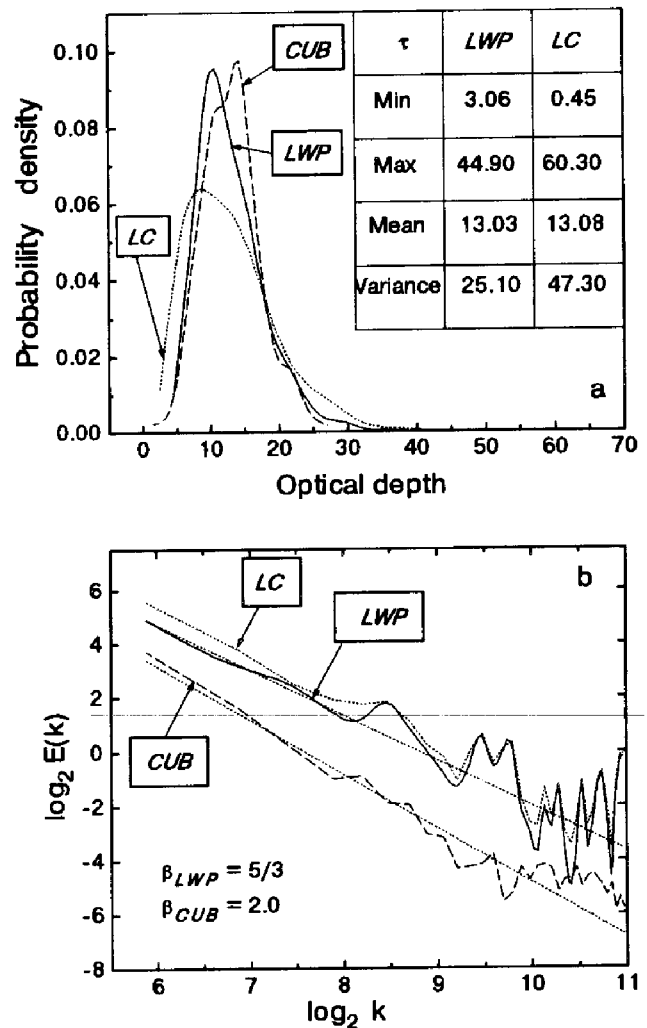 0.10
0.08
0.06
0.04
0.02
0.00
Probability density
CUB
LWP
LC
τ LWP LC
Min 3.06 0.45
Max 44.90 60.30
Mean 13.03 13.08
Variance 25.10 47.30
a
0 10 20 30 40 50 60 70
Optical depth
6
4
2
0
-2
-4
-6
-8
log₂ E(k)
b
LC
LWP
CUB
β_LWP = 5/3
β_CUB = 2.0
6 7 8 9 10 11
log₂ k